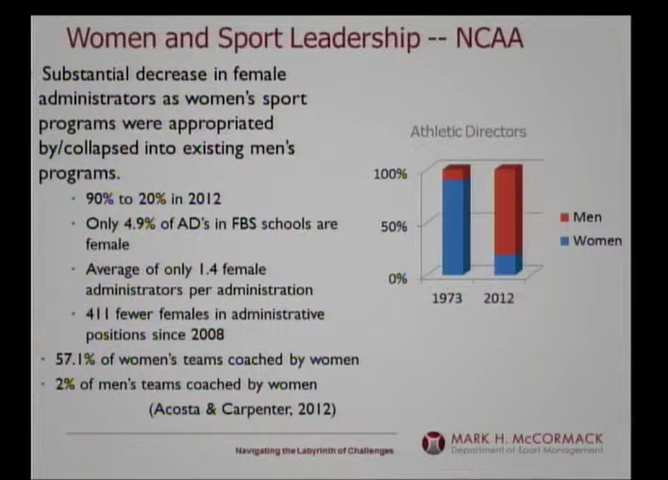 Women and Sport Leadership -- NCAA
Substantial decrease in female
administrators as women's sport
programs were appropriated
by/collapsed into existing men's
programs.
• 90% to 20% in 2012
• Only 4.9% of AD's in FBS schools are
female
• Average of only 1.4 female
administrators per administration
• 411 fewer females in administrative
positions since 2008
• 57.1% of women's teams coached by women
• 2% of men's teams coached by women
(Acosta & Carpenter, 2012)
Athletic Directors
100%
50%
0%
1973 2012
Men
Women
Navigating the Labyrinth of Challenges
MARK H. McCORMACK
Department of Sport Management